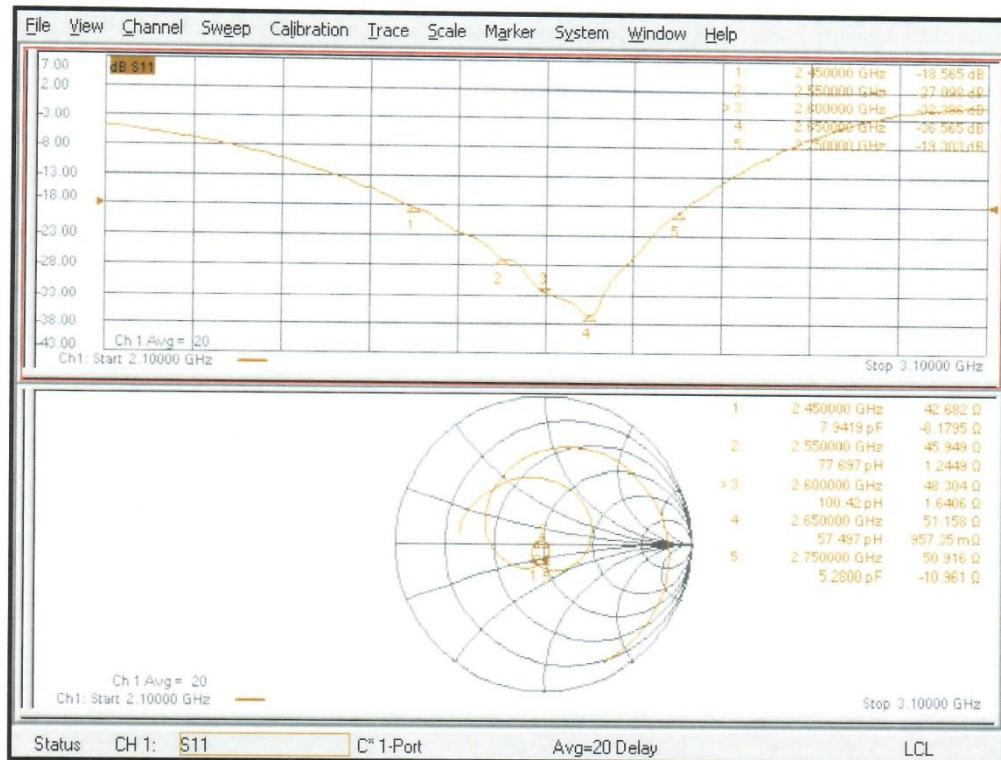 File View Channel Sweep Calibration Trace Scale Marker System Window Help
7.00
2.00
-3.00
-8.00
-13.00
-18.00
-23.00
-28.00
-33.00
-38.00
-43.00
dB S11
1: 2.450000 GHz -18.565 dB
2: 2.550000 GHz -27.098 dB
> 3: 2.600000 GHz -32.396 dB
4: 2.650000 GHz -36.565 dB
5: 2.750000 GHz -19.303 dB
1
2
3
4
5
Ch 1 Avg = 20
Ch1: Start 2.10000 GHz
Stop 3.10000 GHz
1: 2.450000 GHz 42.682 Ω
7.9419 pF -8.1795 Ω
2: 2.550000 GHz 45.949 Ω
77.697 pH 1.2449 Ω
> 3: 2.600000 GHz 48.304 Ω
100.42 pH 1.6406 Ω
4: 2.650000 GHz 51.158 Ω
57.497 pH 957.35 mΩ
5: 2.750000 GHz 50.916 Ω
5.2800 pF -10.961 Ω
1
Ch 1 Avg = 20
Ch1: Start 2.10000 GHz
Stop 3.10000 GHz
Status CH 1: S11 C* 1-Port Avg=20 Delay LCL